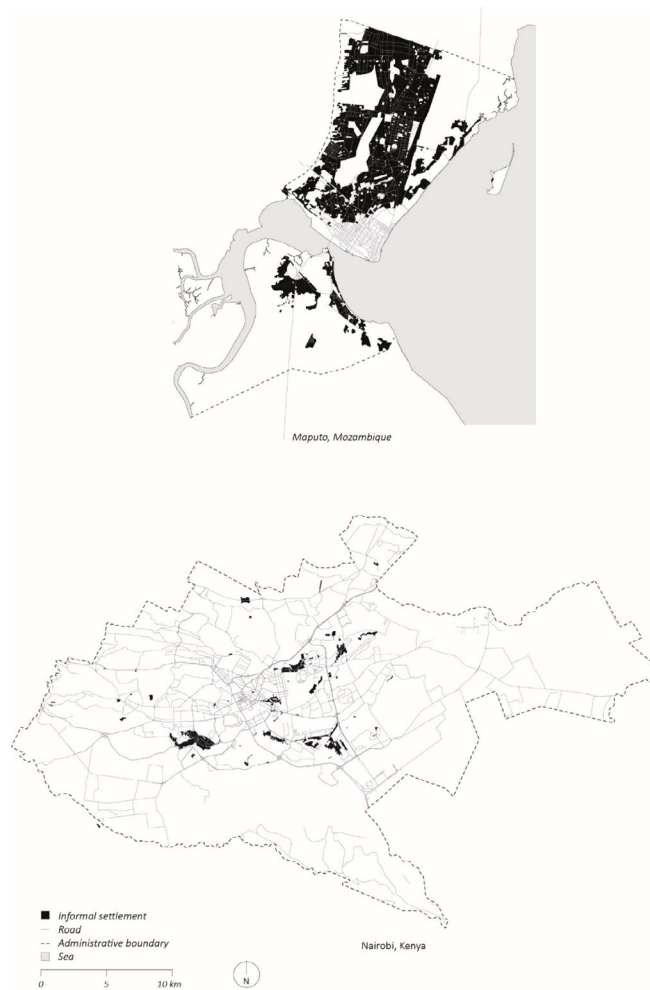 Maputo, Mozambique
Informal settlement
Road
Administrative boundary
Sea
Nairobi, Kenya
0 5 10 km
N